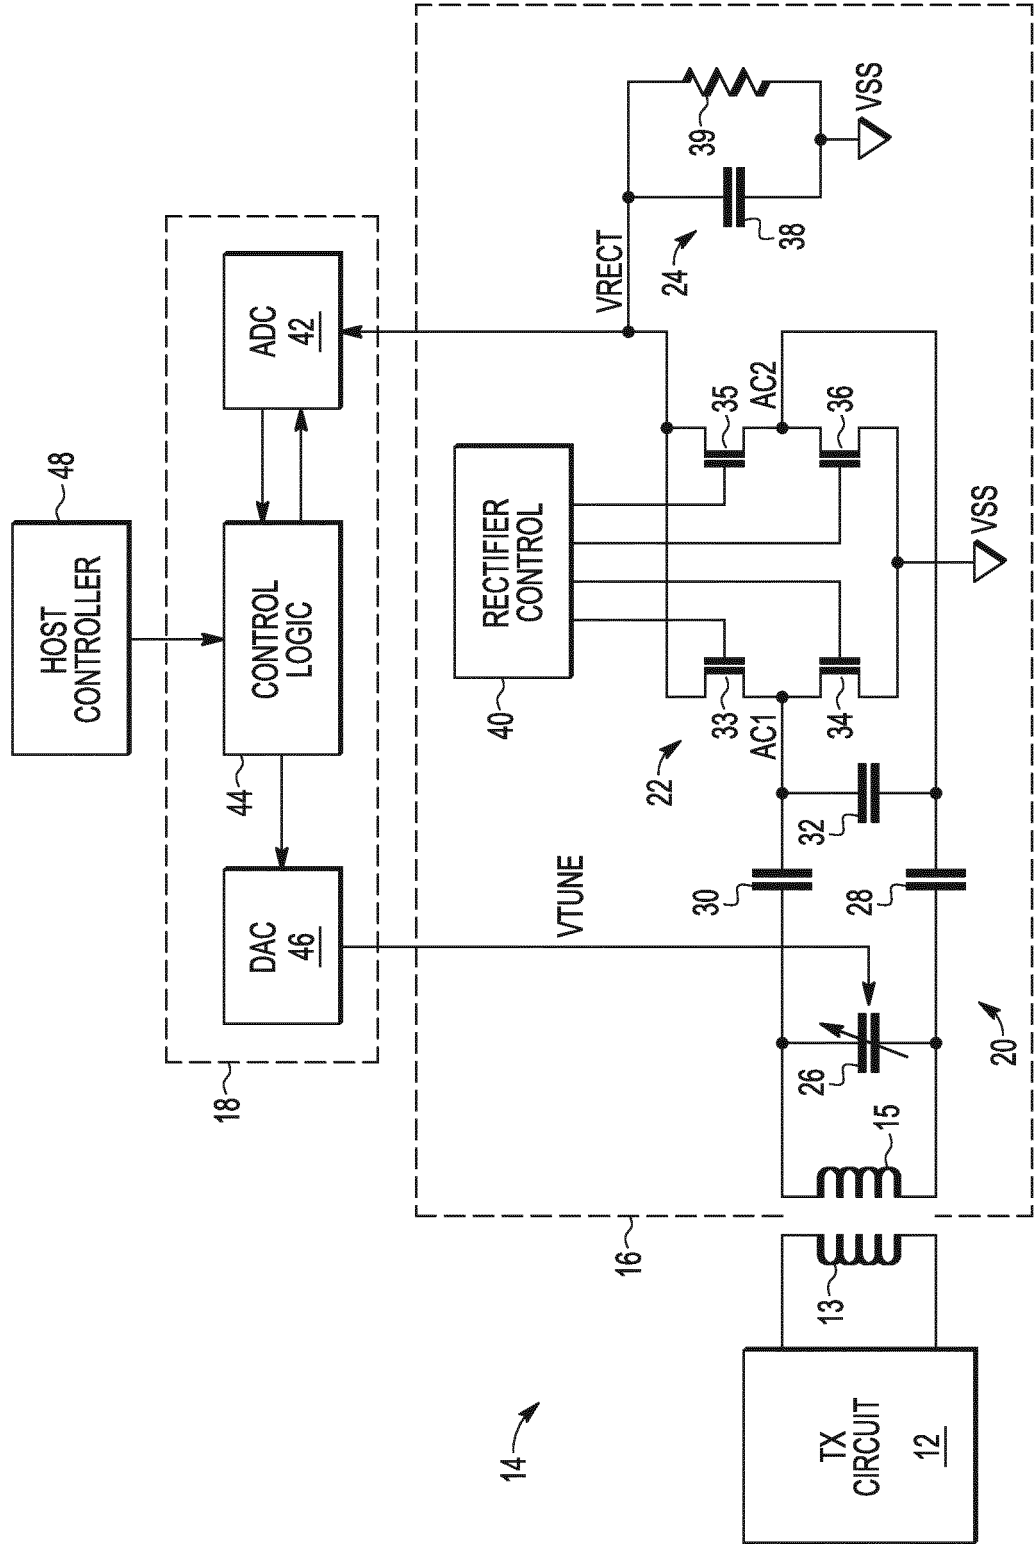 HOST
CONTROLLER
48
18
DAC
46
44
CONTROL
LOGIC
ADC
42
VTUNE
VRECT
16
40
RECTIFIER
CONTROL
24
38
39
VSS
22
33
AC1
34
35
AC2
36
VSS
30
32
28
26
20
15
13
14
TX
CIRCUIT
12